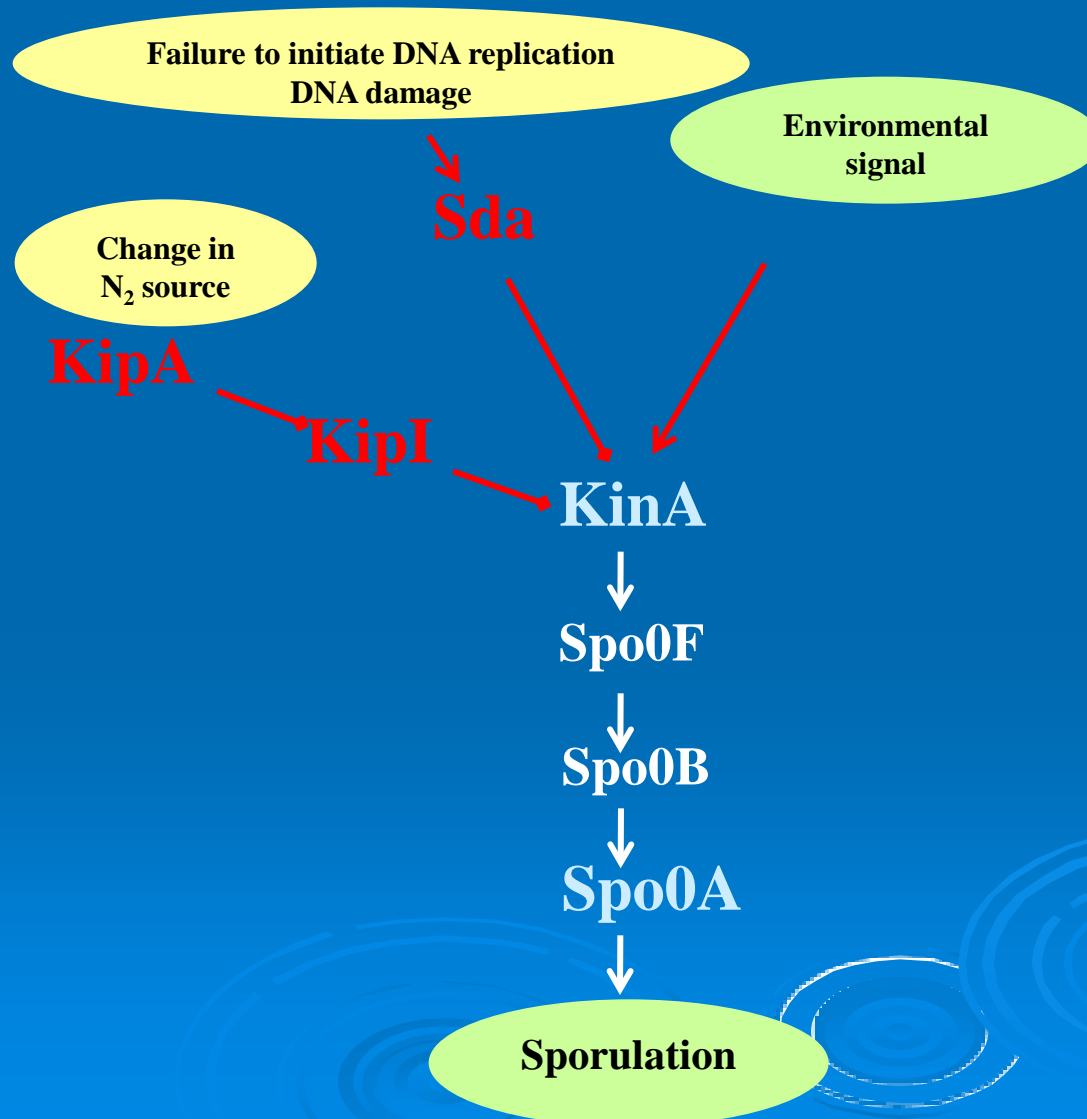 Failure to initiate DNA replication
DNA damage
Environmental
signal
Sda
Change in
N₂ source
KipA
KipI
KinA
Spo0F
Spo0B
Spo0A
Sporulation